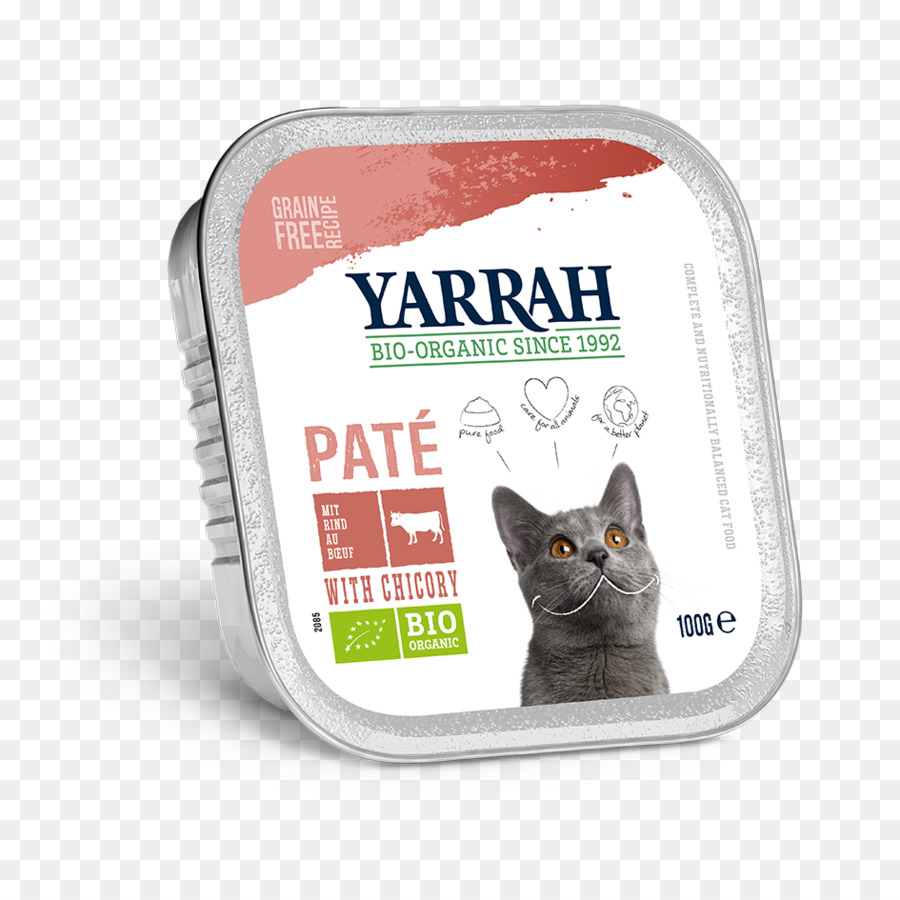 GRAIN
FREE
RECIPE
YARRAH
BIO-ORGANIC SINCE 1992
COMPLETE AND NUTRITIONALLY BALANCED CAT FOOD
pure food
care for all animals
for a better planet
PATÉ
MIT
RIND
AU
BŒUF
WITH CHICORY
2085
BIO
ORGANIC
100G e